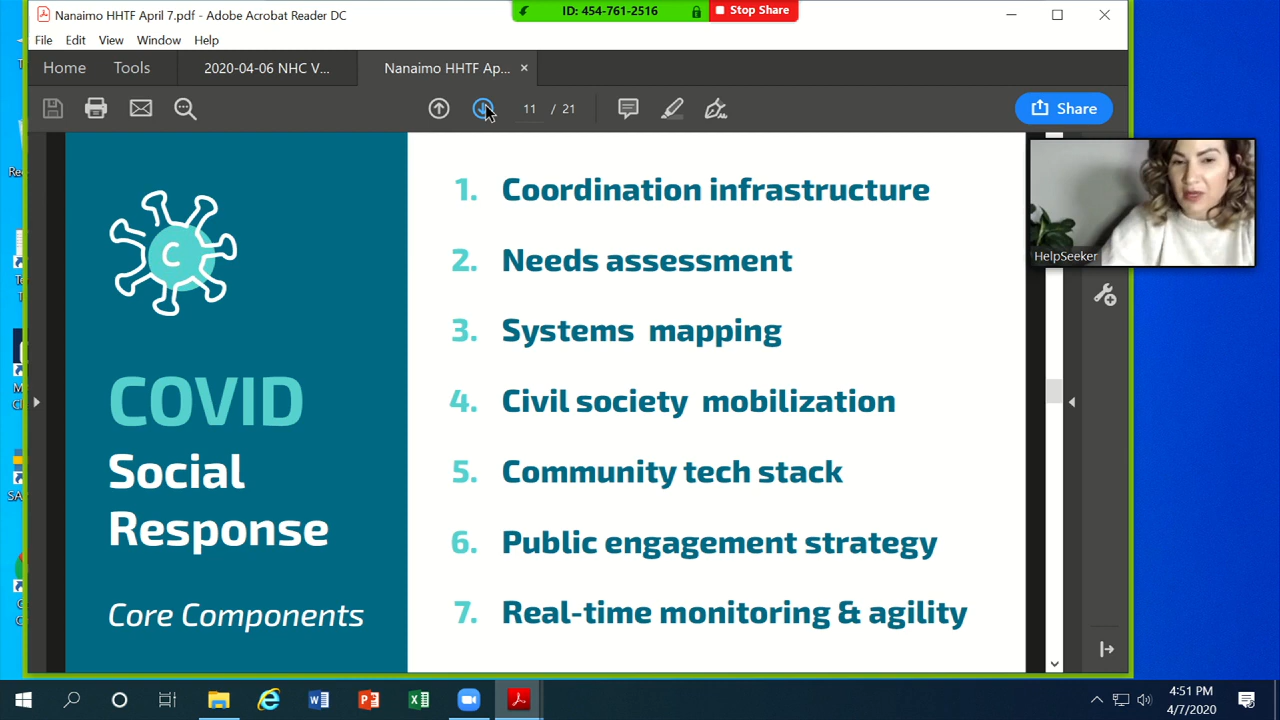 Nanaimo HHTF April 7.pdf - Adobe Acrobat Reader DC
ID: 454-761-2516
Stop Share
File Edit View Window Help
Home Tools 2020-04-06 NHC V... Nanaimo HHTF Ap... ×
11 / 21
Share
HelpSeeker
C
COVID
Social
Response
Core Components
1. Coordination infrastructure
2. Needs assessment
3. Systems mapping
4. Civil society mobilization
5. Community tech stack
6. Public engagement strategy
7. Real-time monitoring & agility
4:51 PM
4/7/2020